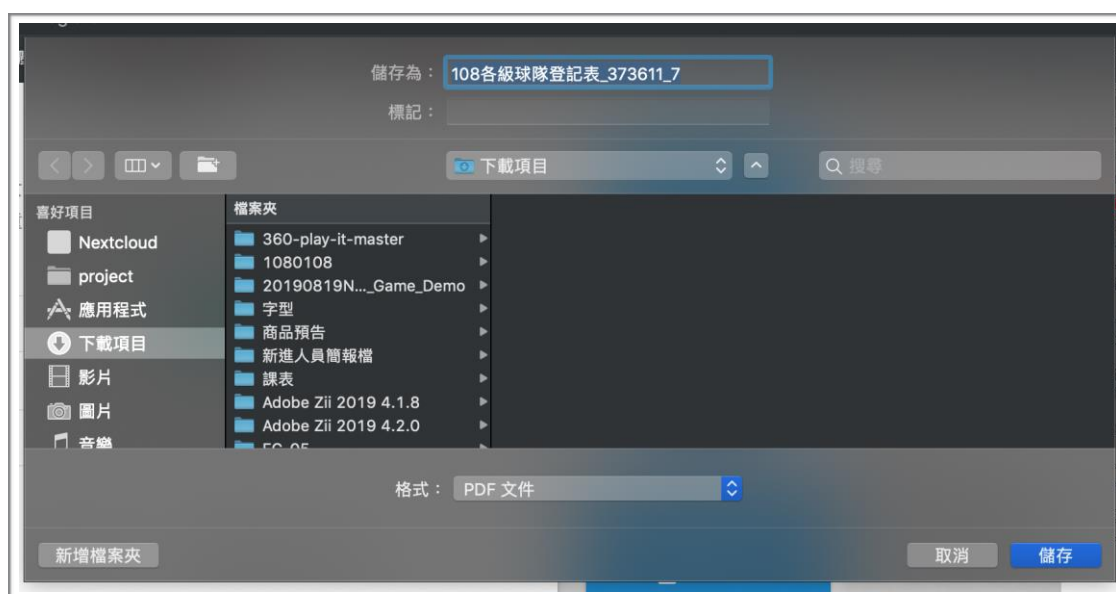 儲存為：
108各級球隊登記表_373611_7
標記：
下載項目
搜尋
喜好項目
Nextcloud
project
應用程式
下載項目
影片
圖片
音樂
檔案夾
360-play-it-master
1080108
20190819N..._Game_Demo
字型
商品預告
新進人員簡報檔
課表
Adobe Zii 2019 4.1.8
Adobe Zii 2019 4.2.0
格式：
PDF 文件
新增檔案夾
取消
儲存